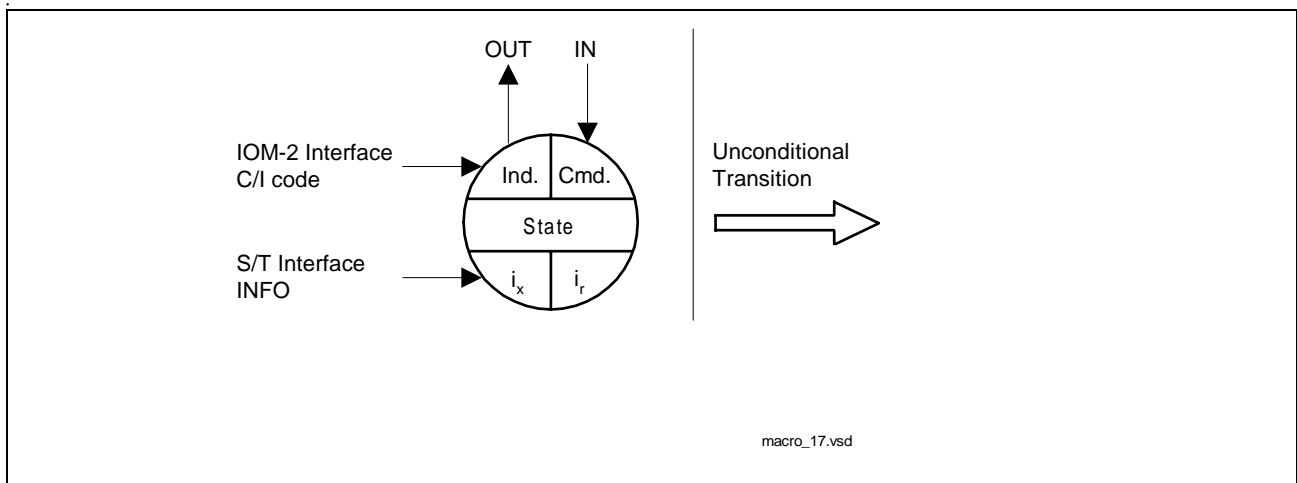 .
OUT IN
IOM-2 Interface
C/I code
Ind. Cmd.
Unconditional
Transition
State
S/T Interface
INFO
iₓ iᵣ
macro_17.vsd